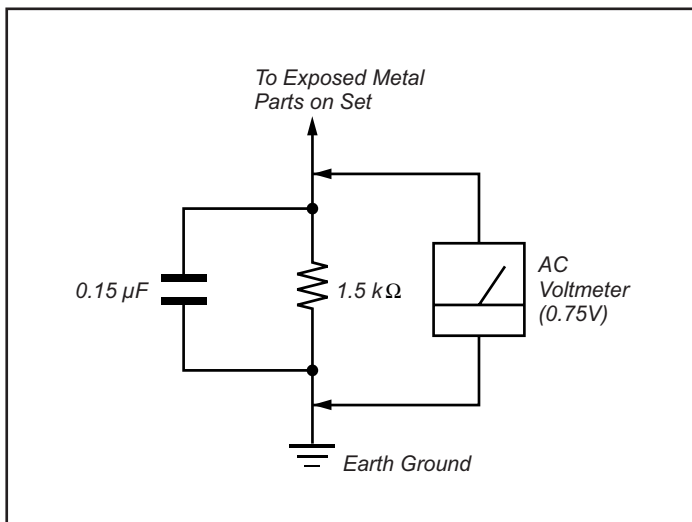 To Exposed Metal
Parts on Set
0.15 µF
1.5 kΩ
AC
Voltmeter
(0.75V)
Earth Ground